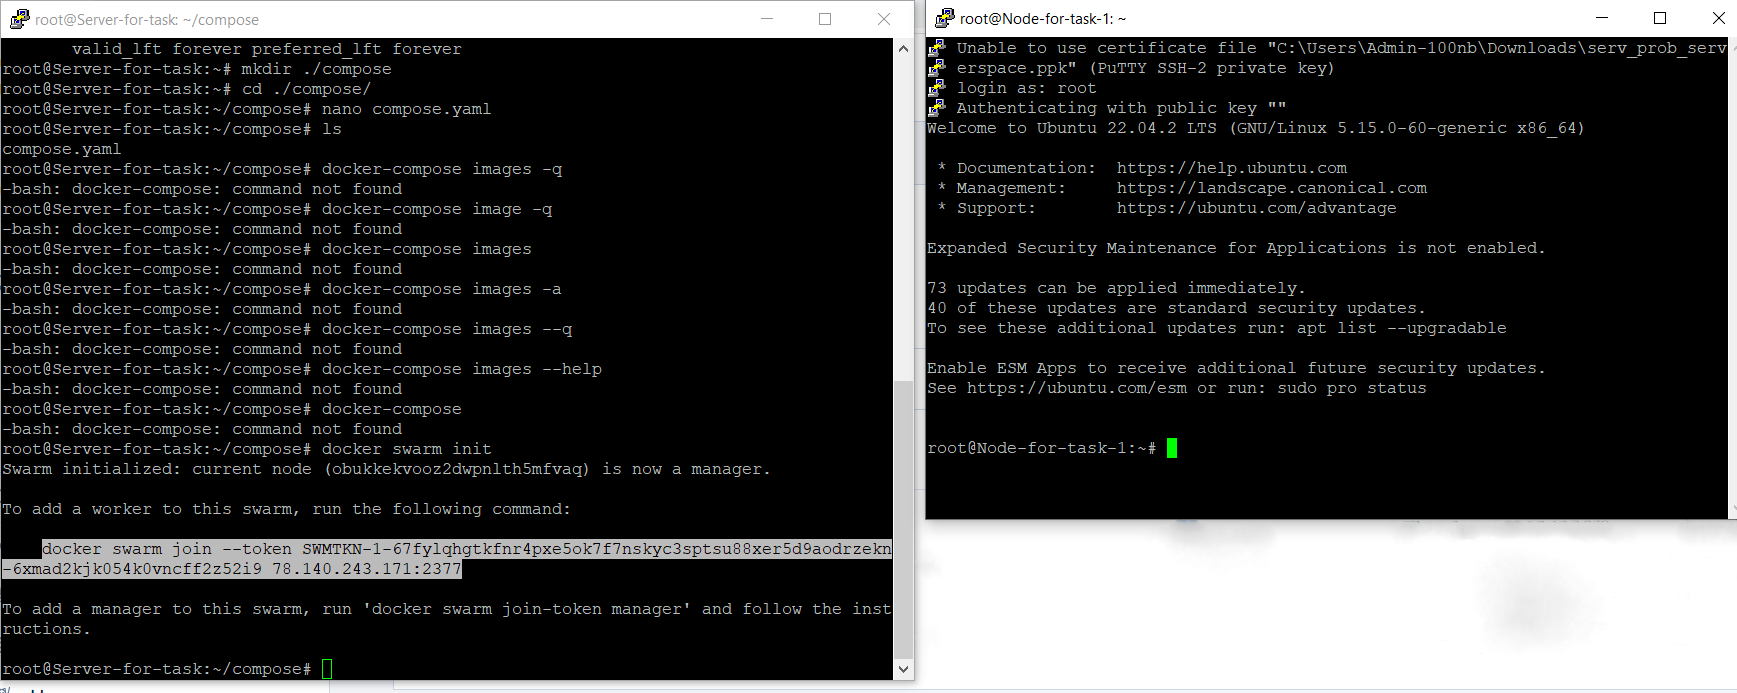 root@Server-for-task: ~/compose
valid_lft forever preferred_lft forever
root@Server-for-task:~# mkdir ./compose
root@Server-for-task:~# cd ./compose/
root@Server-for-task:~/compose# nano compose.yaml
root@Server-for-task:~/compose# ls
compose.yaml
root@Server-for-task:~/compose# docker-compose images -q
-bash: docker-compose: command not found
root@Server-for-task:~/compose# docker-compose image -q
-bash: docker-compose: command not found
root@Server-for-task:~/compose# docker-compose images
-bash: docker-compose: command not found
root@Server-for-task:~/compose# docker-compose images -a
-bash: docker-compose: command not found
root@Server-for-task:~/compose# docker-compose images --q
-bash: docker-compose: command not found
root@Server-for-task:~/compose# docker-compose images --help
-bash: docker-compose: command not found
root@Server-for-task:~/compose# docker-compose
-bash: docker-compose: command not found
root@Server-for-task:~/compose# docker swarm init
Swarm initialized: current node (obukkekvooz2dwpnlth5mfvaq) is now a manager.
To add a worker to this swarm, run the following command:
docker swarm join --token SWMTKN-1-67fylqhgtkfnr4pxe5ok7f7nskyc3sptsu88xer5d9aodrzekn
-6xmad2kjk054k0vncff2z52i9 78.140.243.171:2377
To add a manager to this swarm, run 'docker swarm join-token manager' and follow the inst
ructions.
root@Server-for-task:~/compose#
root@Node-for-task-1: ~
Unable to use certificate file "C:\Users\Admin-100nb\Downloads\serv_prob_serv
erspace.ppk" (PuTTY SSH-2 private key)
login as: root
Authenticating with public key ""
Welcome to Ubuntu 22.04.2 LTS (GNU/Linux 5.15.0-60-generic x86_64)
* Documentation: https://help.ubuntu.com
* Management: https://landscape.canonical.com
* Support: https://ubuntu.com/advantage
Expanded Security Maintenance for Applications is not enabled.
73 updates can be applied immediately.
40 of these updates are standard security updates.
To see these additional updates run: apt list --upgradable
Enable ESM Apps to receive additional future security updates.
See https://ubuntu.com/esm or run: sudo pro status
root@Node-for-task-1:~#